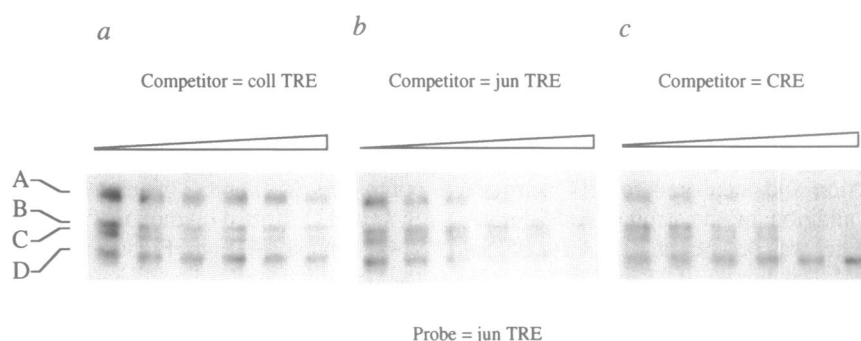 a b c
Competitor = coll TRE Competitor = jun TRE Competitor = CRE
A
B
C
D
Probe = jun TRE